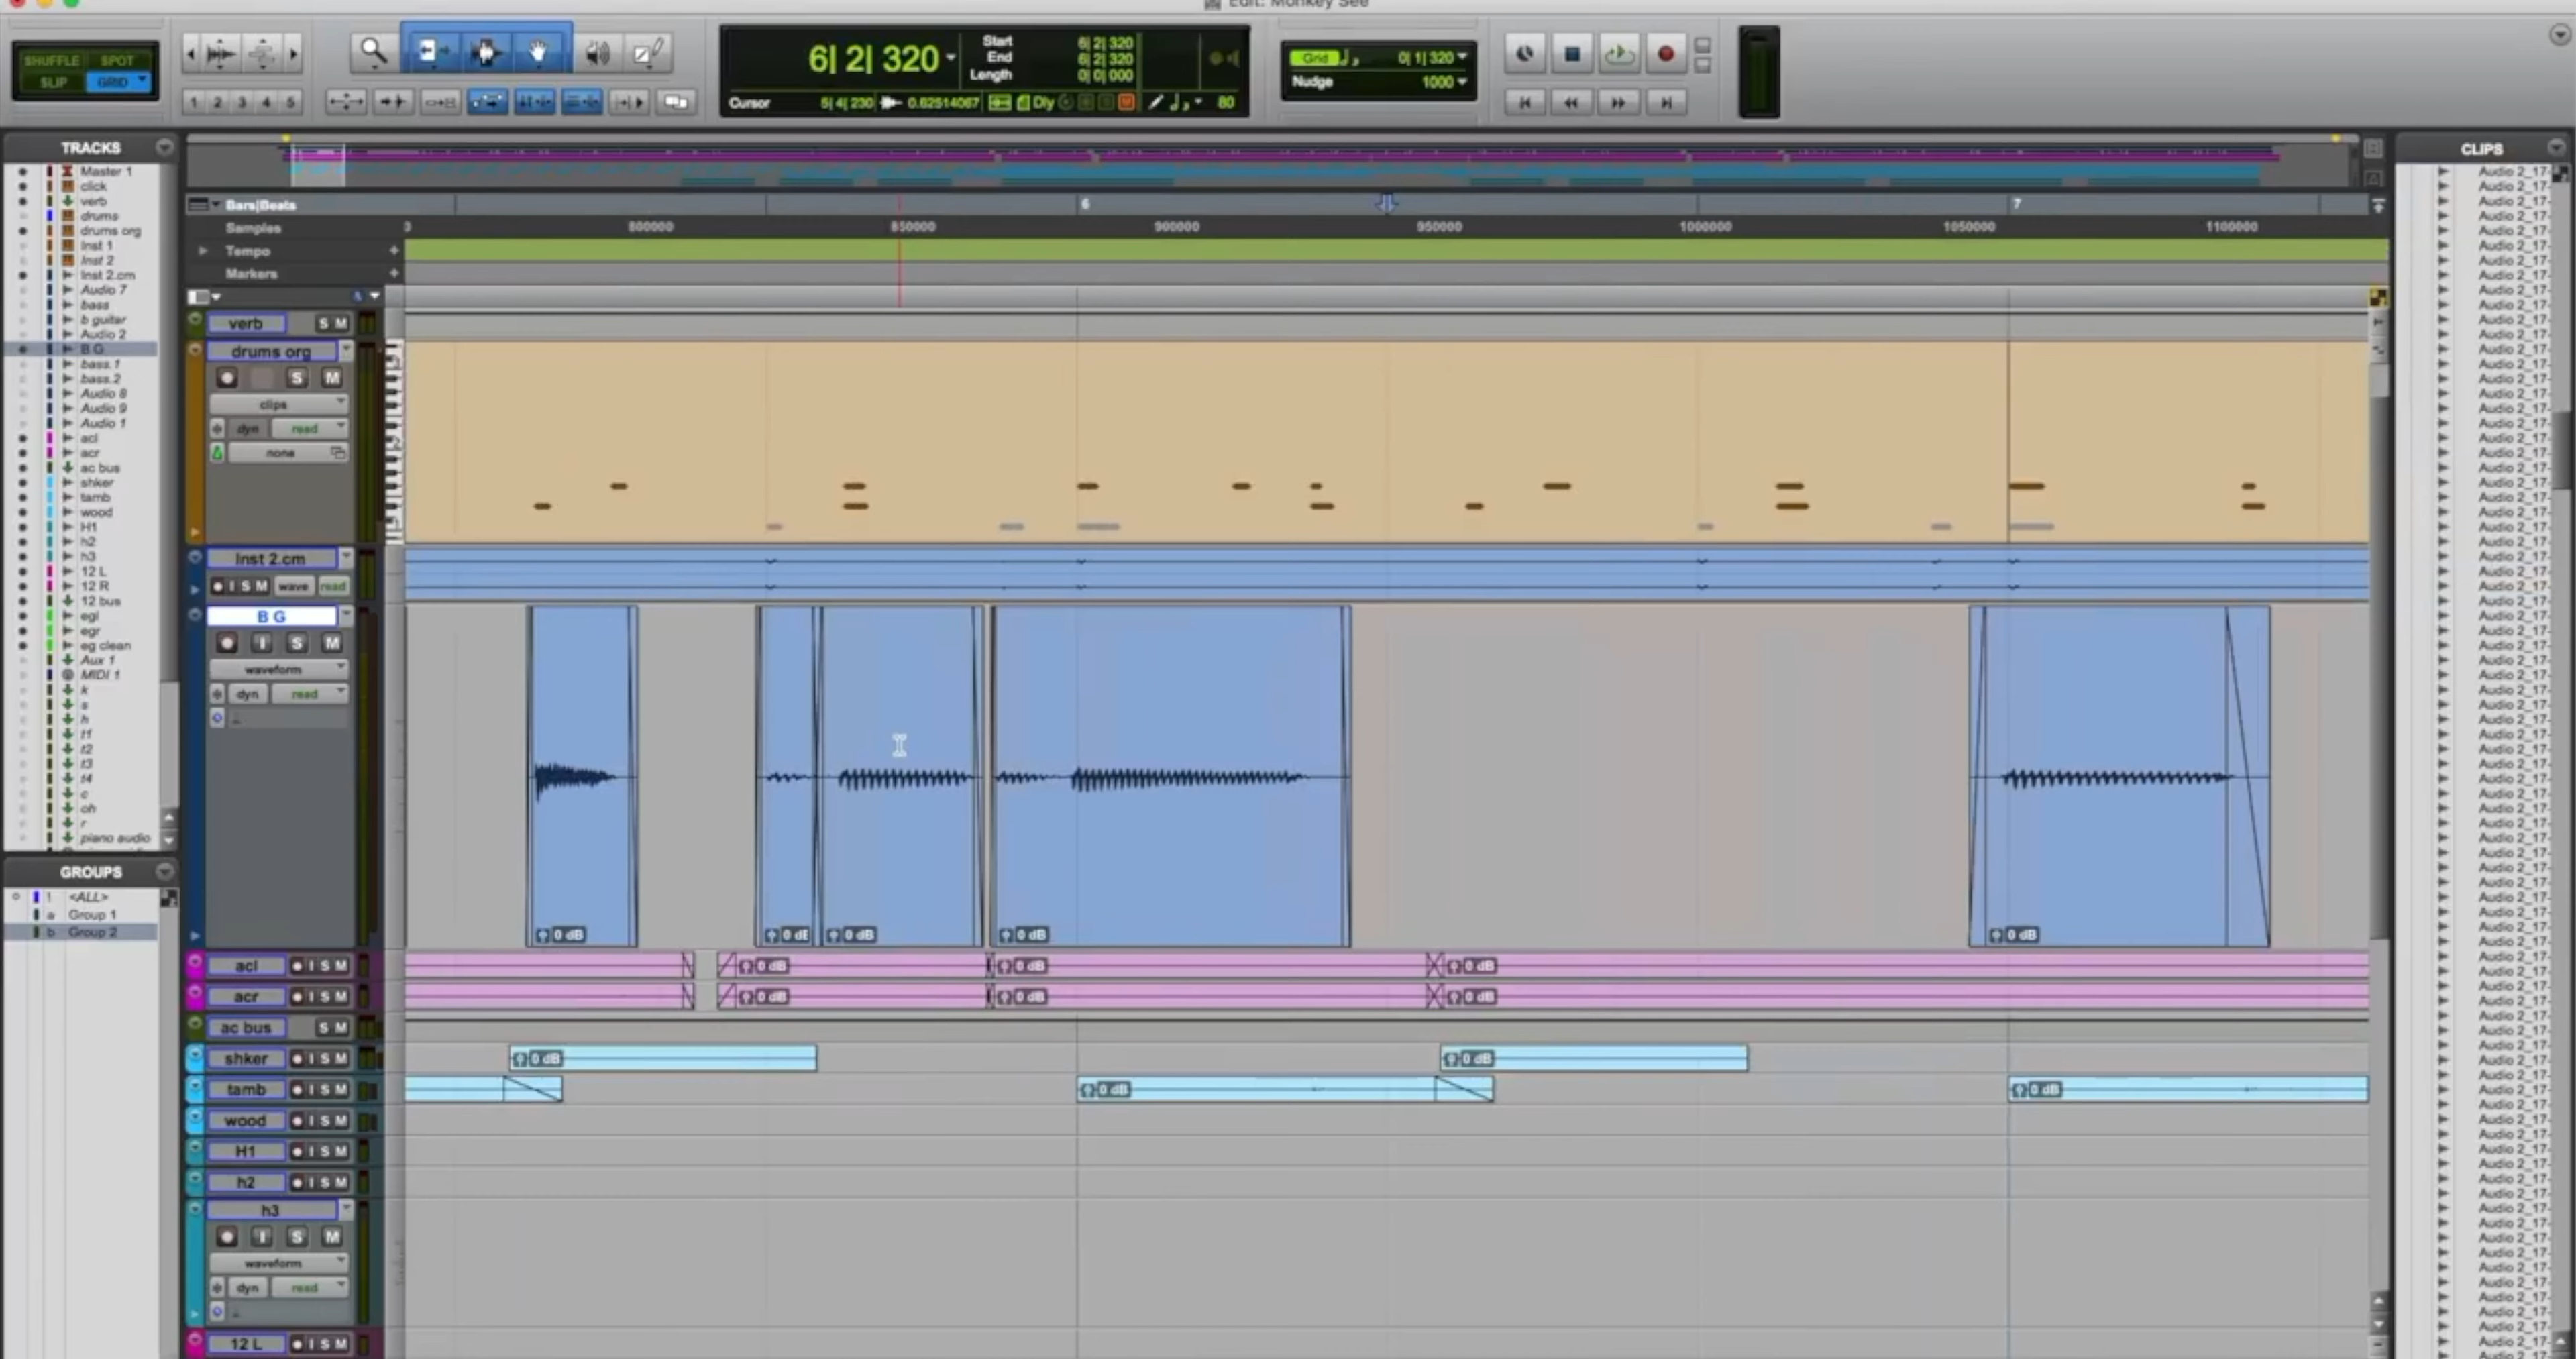 Edit: Monkey See
SHUFFLE SPOT
SLIP GRID
1 2 3 4 5
6| 2| 320
Start 6| 2| 320
End 6| 2| 320
Length 0| 0| 000
Cursor 5| 4| 230 0.62514067 Dly 80
Grid 0| 1| 320
Nudge 1000
TRACKS
Master 1
click
verb
drums
drums org
Inst 1
Inst 2
Inst 2.cm
Audio 7
bass
b guitar
Audio 2
B G
bass.1
bass.2
Audio 8
Audio 9
Audio 1
acl
acr
ac bus
shker
tamb
wood
H1
h2
h3
12 L
12 R
12 bus
egl
egr
eg clean
Aux 1
MIDI 1
k
s
h
t1
t2
t3
t4
c
oh
r
piano audio
GROUPS
! <ALL>
a Group 1
b Group 2
Bars|Beats 6 7
Samples 800000 850000 900000 950000 1000000 1050000 1100000
Tempo
Markers
verb S M
drums org
S M
clips
dyn read
none
Inst 2.cm
I S M wave read
B G
I S M
waveform
dyn read
0 dB 0 dB 0 dB 0 dB
acl I S M 0 dB 0 dB 0 dB
acr I S M 0 dB 0 dB 0 dB
ac bus S M
shker I S M 0 dB 0 dB
tamb I S M 0 dB 0 dB
wood I S M
H1 I S M
h2 I S M
h3
I S M
waveform
dyn read
12 L I S M
CLIPS
Audio 2_17-